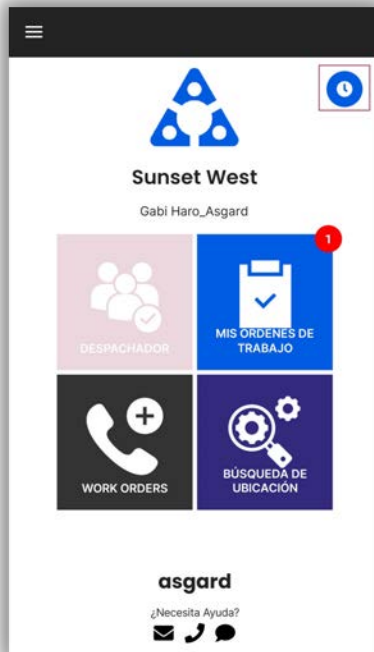 Sunset West
Gabi Haro_Asgard
1
DESPACHADOR
MIS ORDENES DE
TRABAJO
WORK ORDERS
BÚSQUEDA DE
UBICACIÓN
asgard
¿Necesita Ayuda?